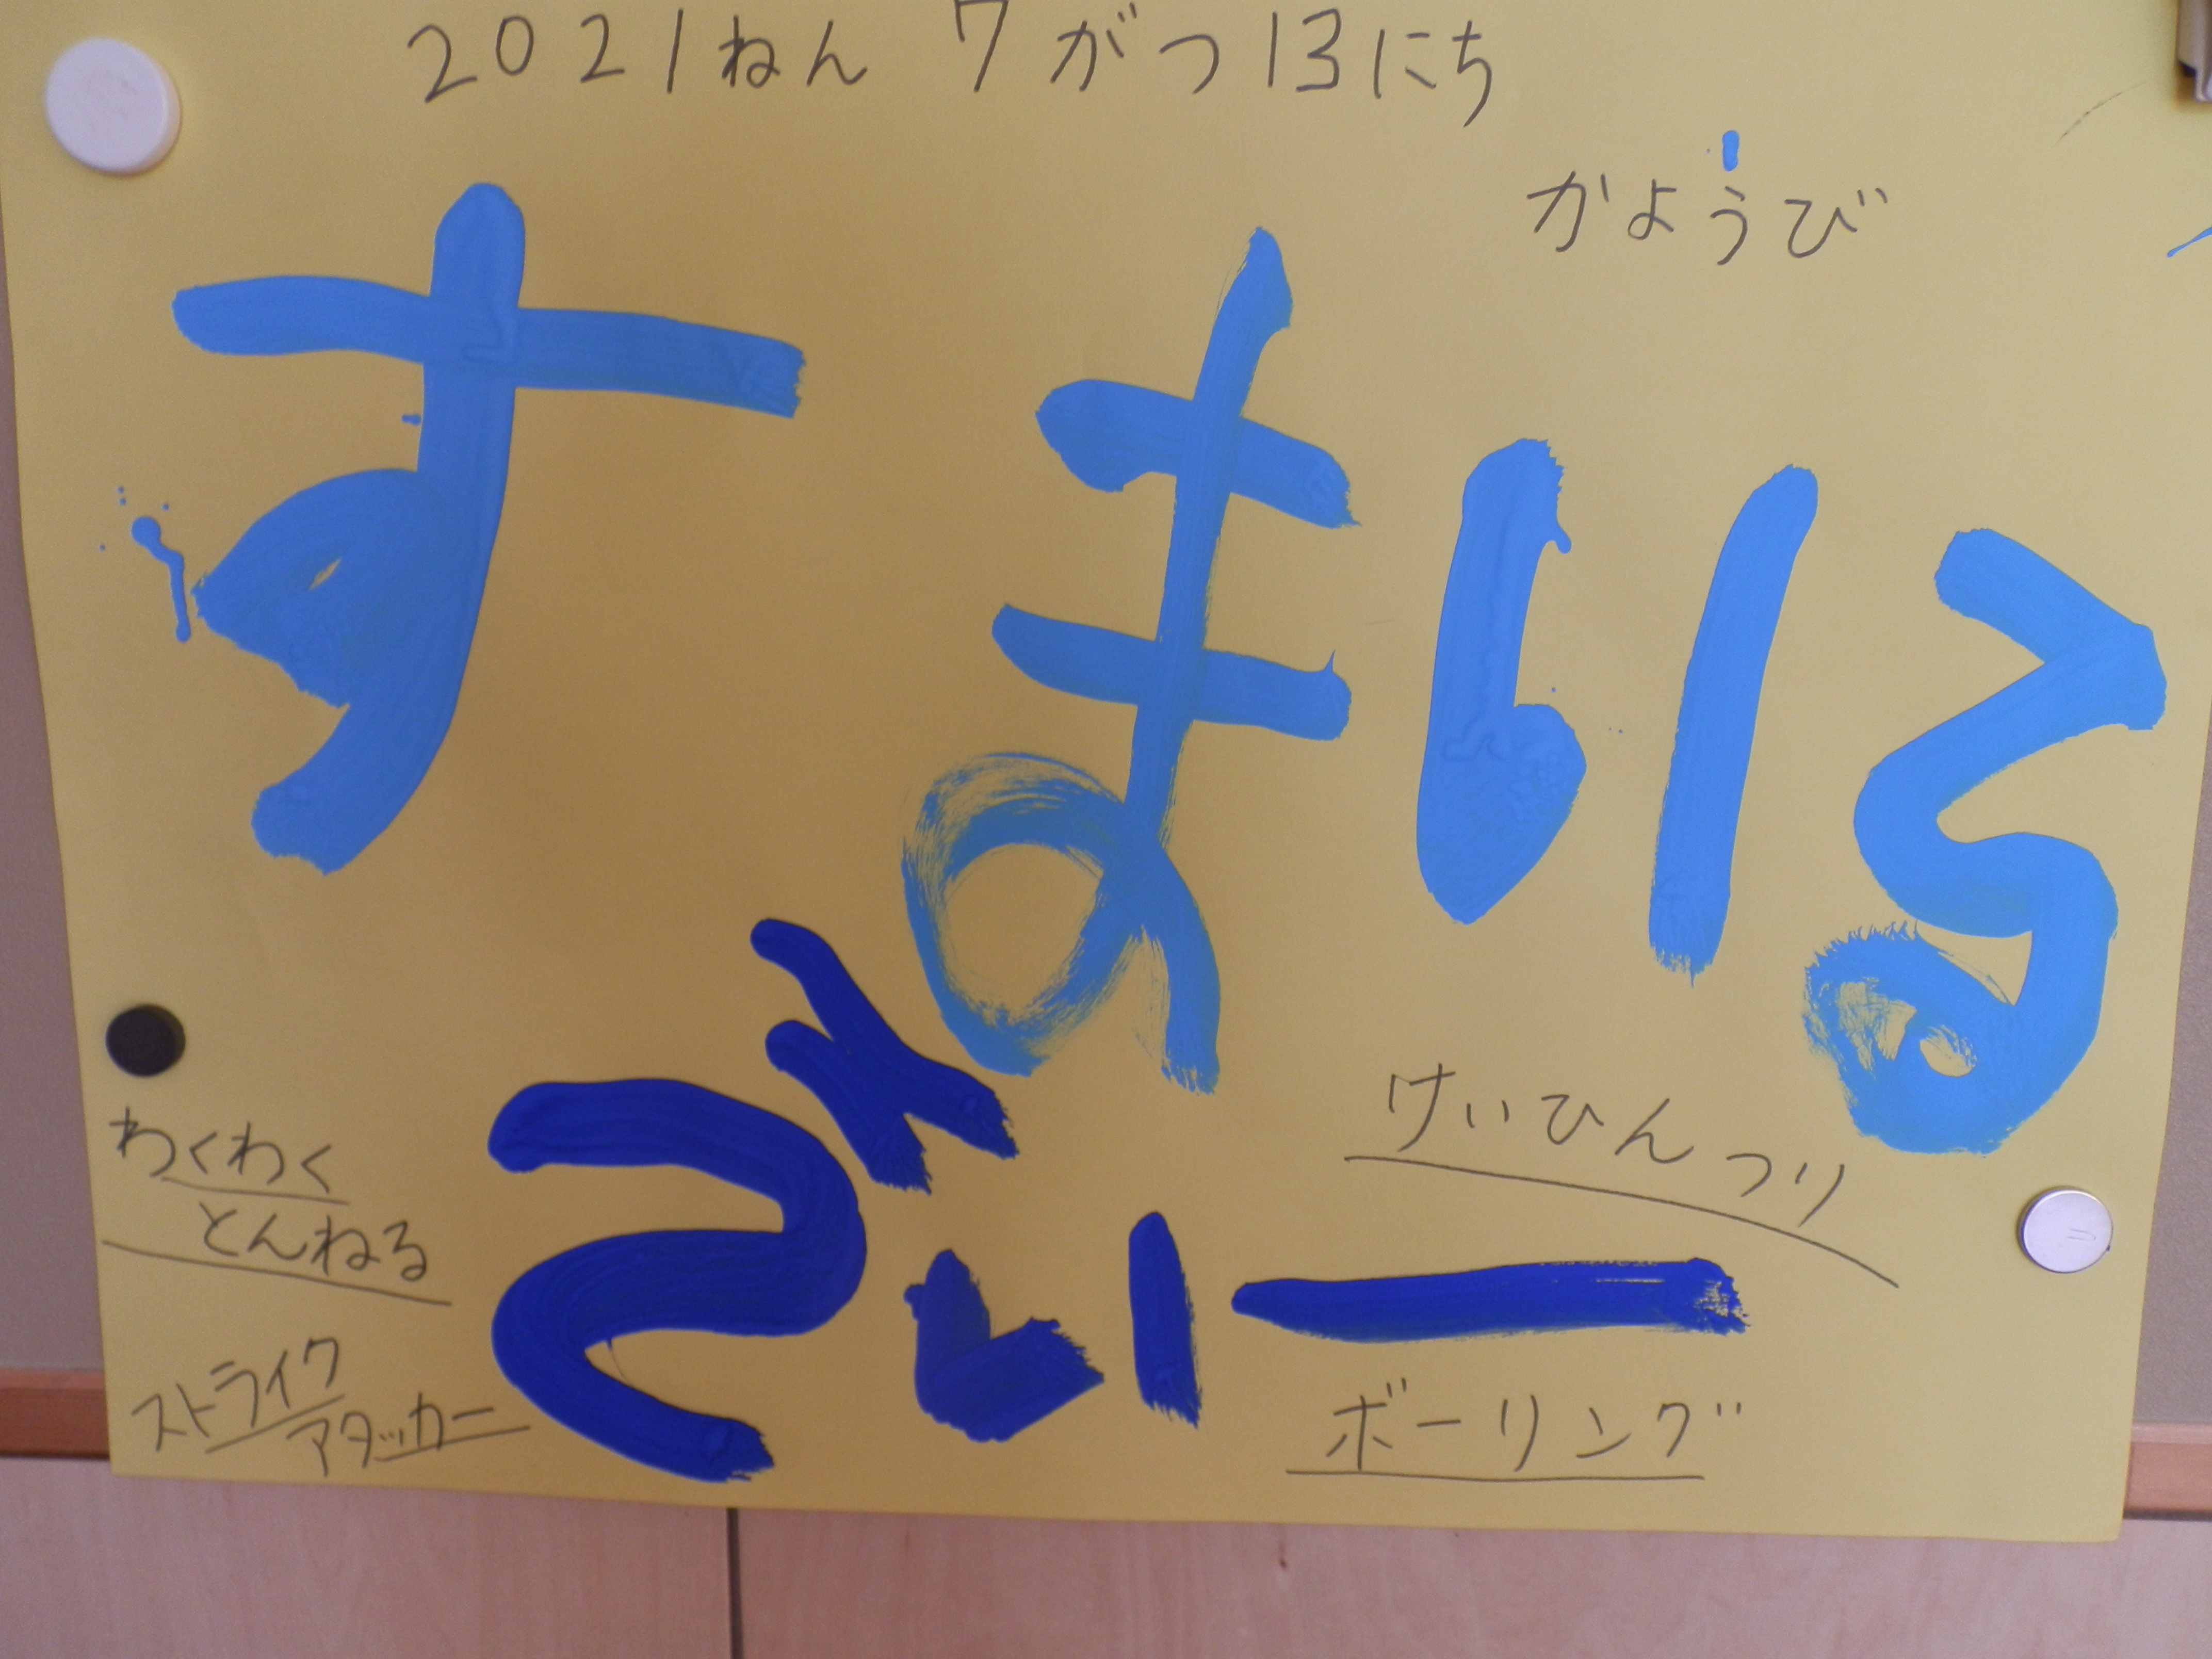 2021ねん 7がつ13にち
かようび
すまいる
でいー
けいひんつり
わくわく
とんねる
ストライク
アタッカー
ボーリング